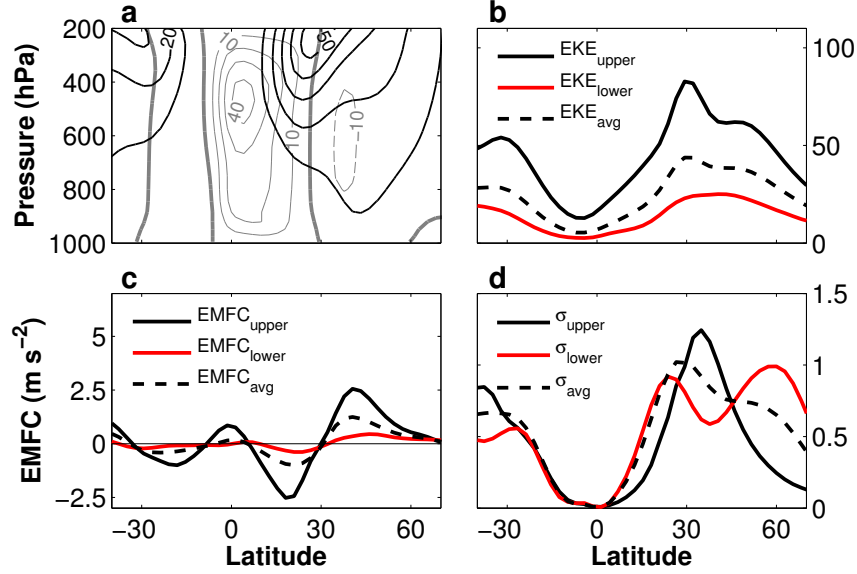 a
b
200
400
600
800
1000
Pressure (hPa)
−20
10
50
40
10
−10
EKE_upper
EKE_lower
EKE_avg
100
50
0
c
d
EMFC (m s⁻²)
5
2.5
0
−2.5
EMFC_upper
EMFC_lower
EMFC_avg
σ_upper
σ_lower
σ_avg
1.5
1
0.5
0
−30
0
30
60
−30
0
30
60
Latitude
Latitude